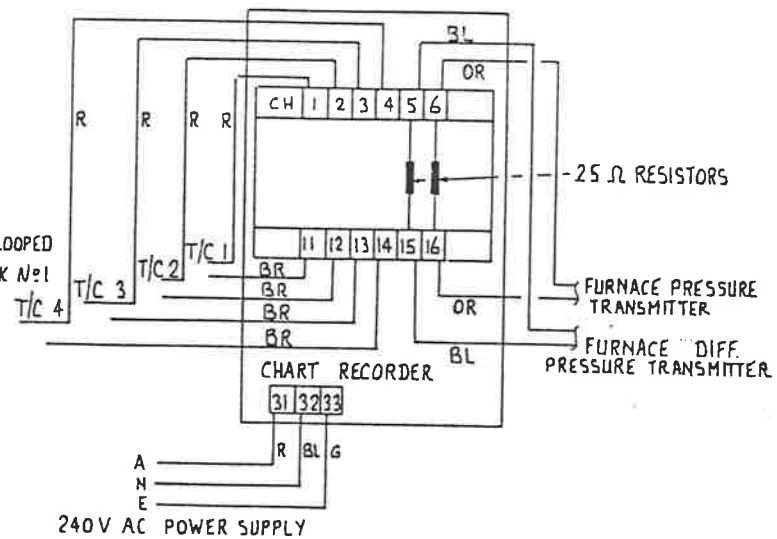 BL
OR
CH 1 2 3 4 5 6
R R R R
25 Ω RESISTORS
LOOPED
K Nº1
T/C 1
T/C 2
T/C 3
T/C 4
11 12 13 14 15 16
BR
BR
BR
BR
OR
BL
FURNACE PRESSURE
TRANSMITTER
FURNACE DIFF.
PRESSURE TRANSMITTER
CHART RECORDER
31 32 33
R BL G
A
N
E
240V AC POWER SUPPLY